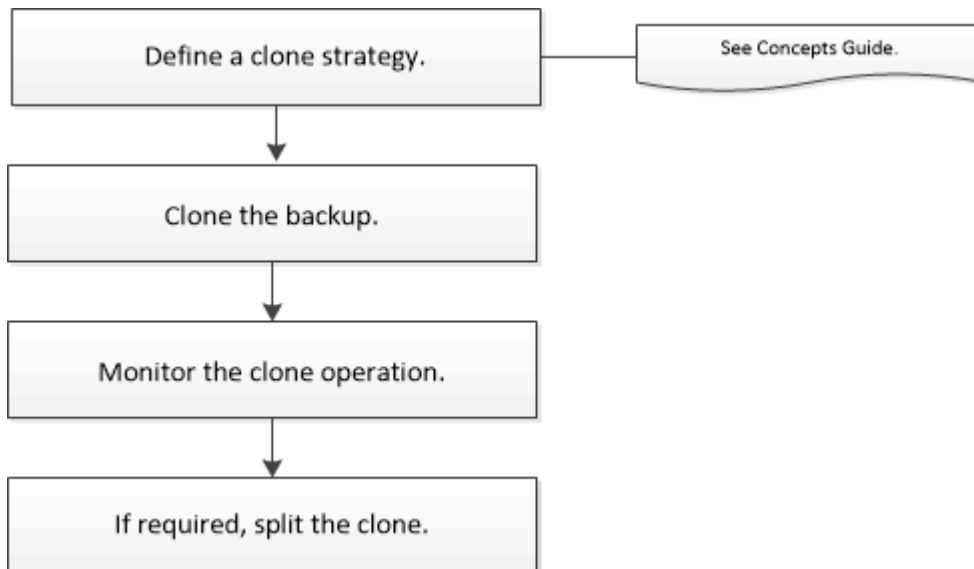 Define a clone strategy.
See Concepts Guide.
Clone the backup.
Monitor the clone operation.
If required, split the clone.